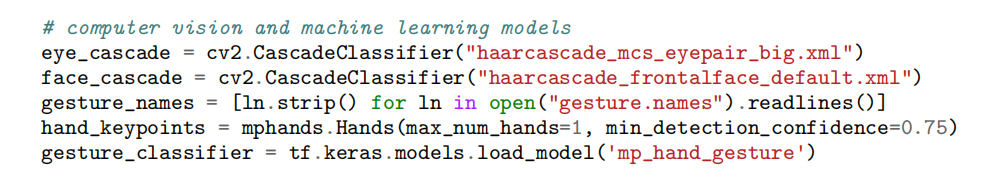 # computer vision and machine learning models
eye_cascade = cv2.CascadeClassifier("haarcascade_mcs_eyepair_big.xml")
face_cascade = cv2.CascadeClassifier("haarcascade_frontalface_default.xml")
gesture_names = [ln.strip() for ln in open("gesture.names").readlines()]
hand_keypoints = mphands.Hands(max_num_hands=1, min_detection_confidence=0.75)
gesture_classifier = tf.keras.models.load_model('mp_hand_gesture')